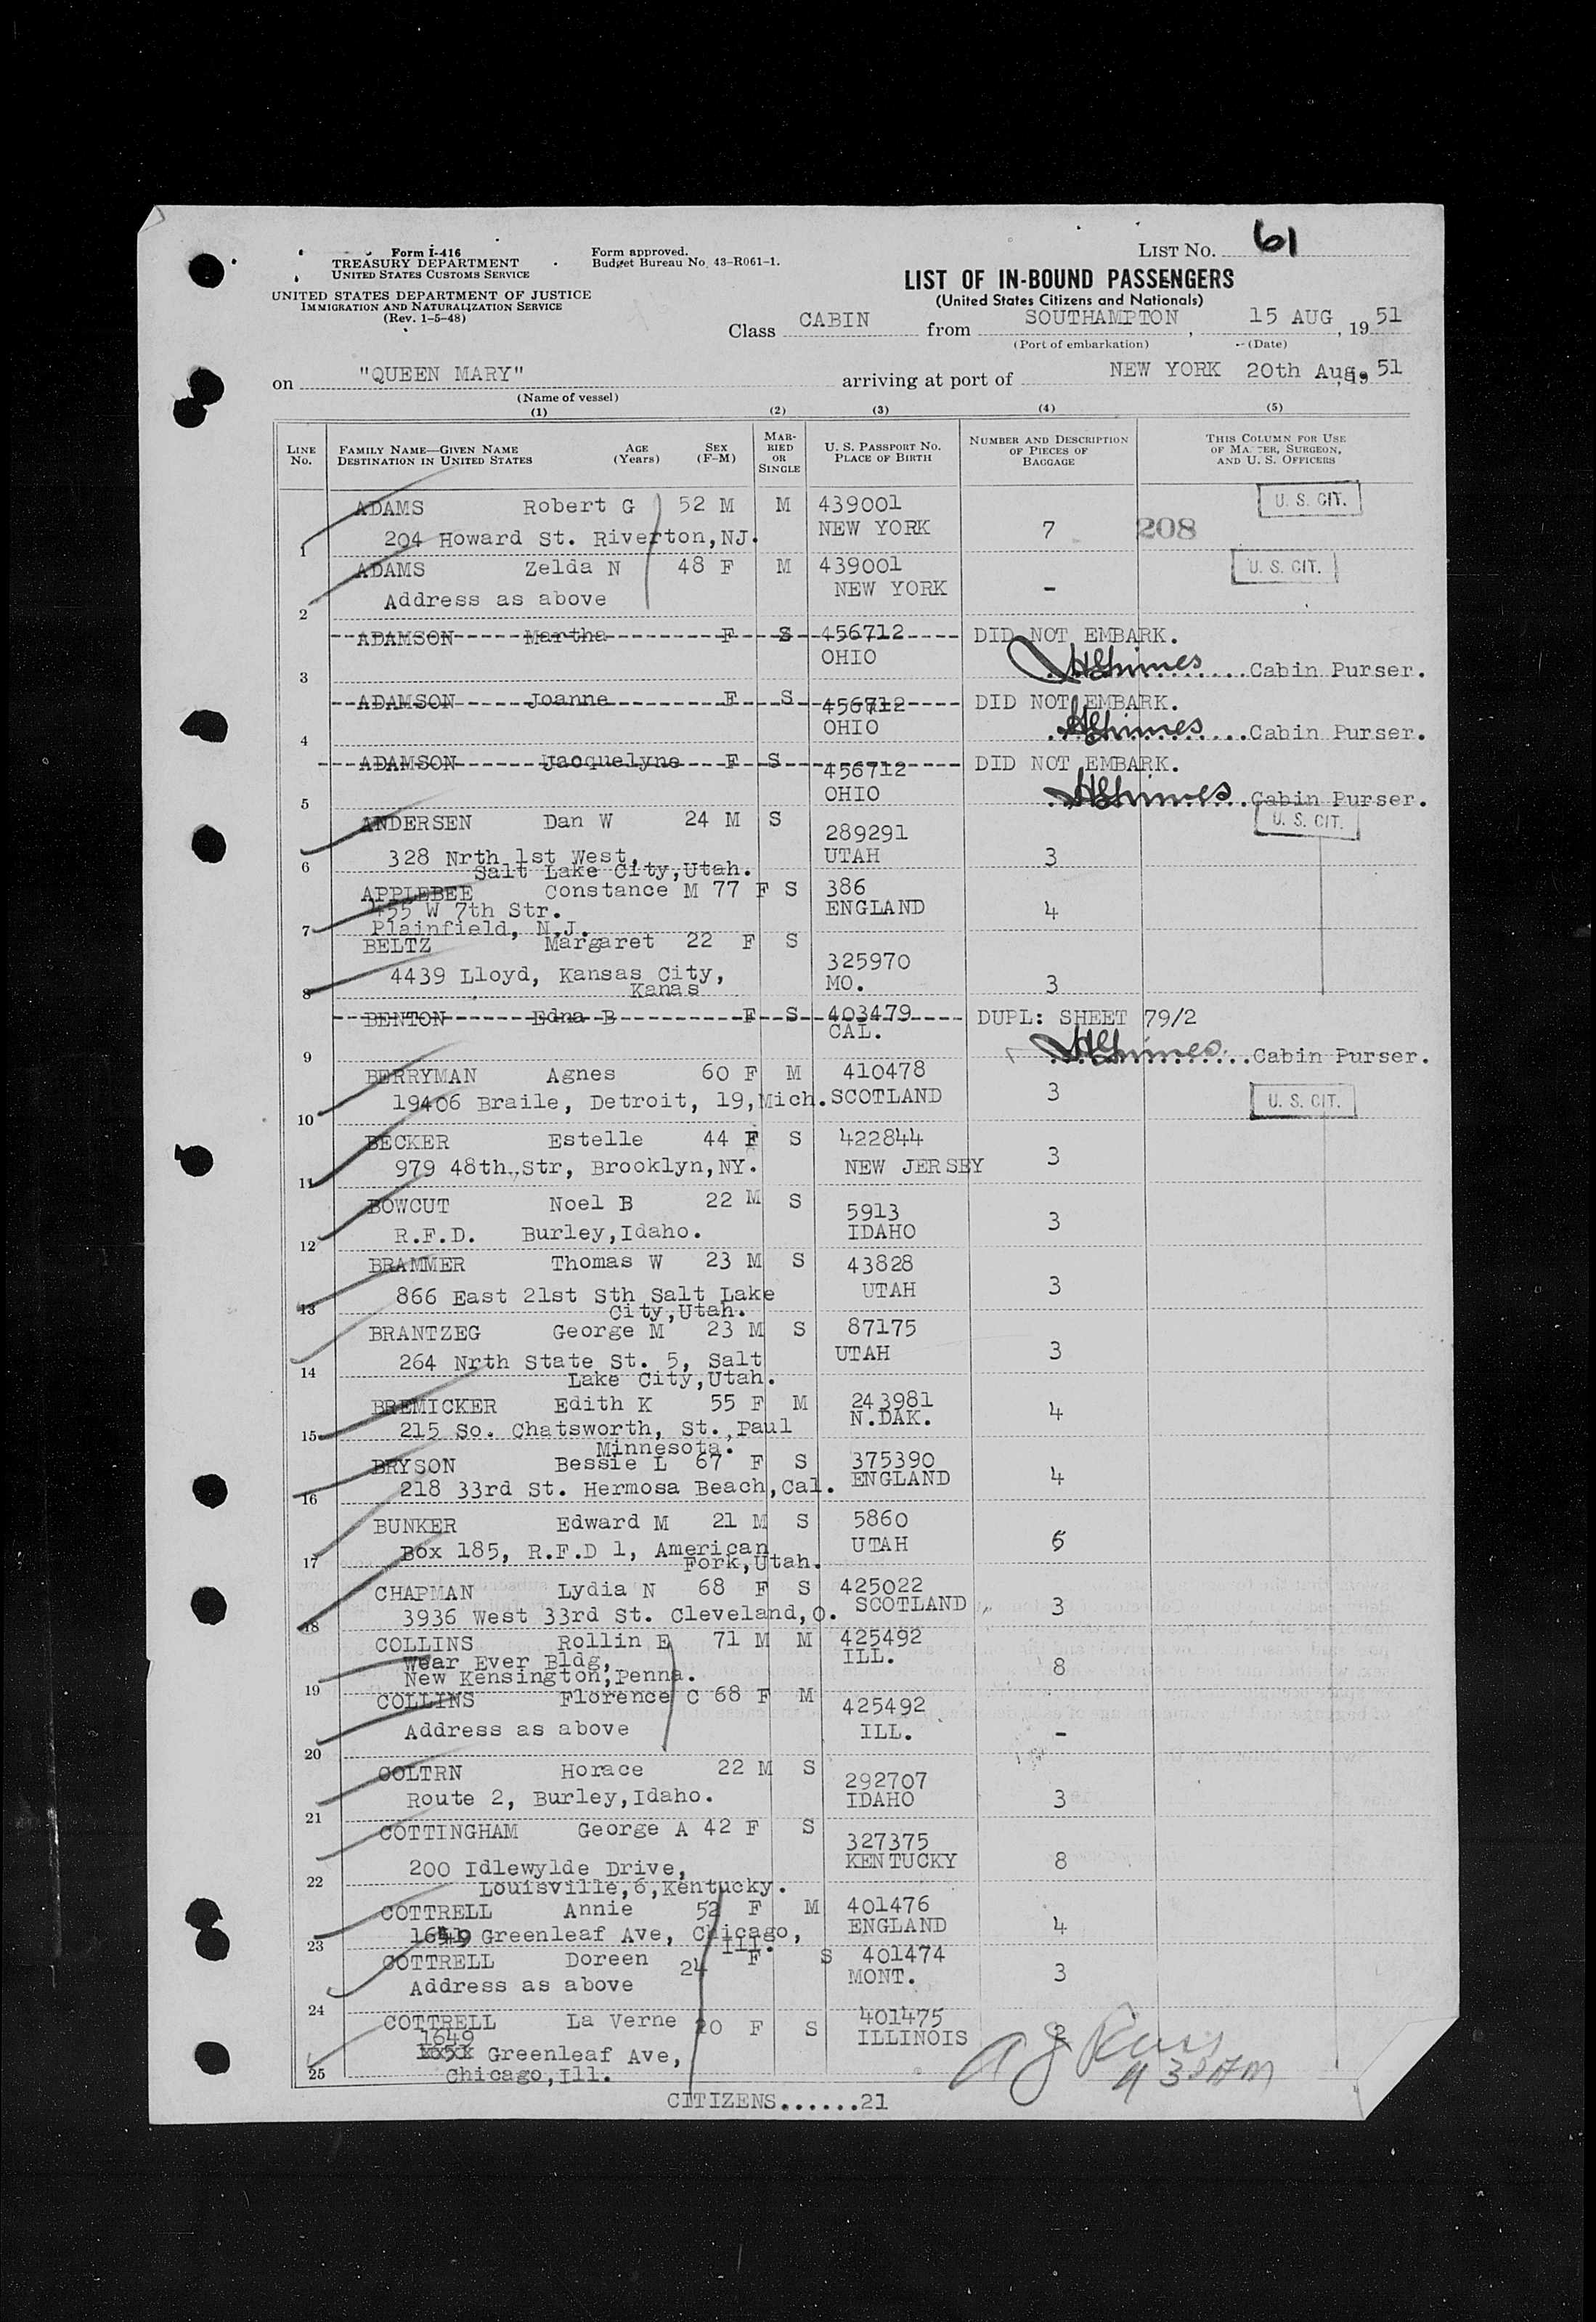 Form I-416
TREASURY DEPARTMENT
UNITED STATES CUSTOMS SERVICE
UNITED STATES DEPARTMENT OF JUSTICE
IMMIGRATION AND NATURALIZATION SERVICE
(Rev. 1-5-48)
Form approved.
Budget Bureau No. 43-R061-1.
LIST No. 61
LIST OF IN-BOUND PASSENGERS
(United States Citizens and Nationals)
Class CABIN from SOUTHAMPTON, 15 AUG, 19 51
(Port of embarkation) (Date)
on "QUEEN MARY" arriving at port of NEW YORK 20th Aug. 19 51
(Name of vessel)
(1) (2) (3) (4) (5)
LINE No. FAMILY NAME—GIVEN NAME DESTINATION IN UNITED STATES AGE (Years) SEX (F-M) MARRIED OR SINGLE U. S. PASSPORT No. PLACE OF BIRTH NUMBER AND DESCRIPTION OF PIECES OF BAGGAGE THIS COLUMN FOR USE OF MASTER, SURGEON, AND U. S. OFFICERS
ADAMS Robert G 52 M M 439001 U. S. CIT.
1 204 Howard St. Riverton,NJ. NEW YORK 7 208
ADAMS Zelda N 48 F M 439001 U. S. CIT.
2 Address as above NEW YORK -
ADAMSON Martha F S 456712 DID NOT EMBARK.
3 OHIO Cabin Purser.
ADAMSON Joanne F S 456712 DID NOT EMBARK.
4 OHIO Cabin Purser.
ADAMSON Jacquelyne F S 456712 DID NOT EMBARK.
5 OHIO Cabin Purser.
ANDERSEN Dan W 24 M S 289291 U. S. CIT.
6 328 Nrth 1st West, UTAH 3
Salt Lake City,Utah.
APPLEBEE Constance M 77 F S 386
455 W 7th Str. ENGLAND 4
7 Plainfield, N.J.
BELTZ Margaret 22 F S 325970
8 4439 Lloyd, Kansas City, MO. 3
Kanas
BENTON Edna B F S 403479 DUPL: SHEET 79/2
9 CAL. Cabin Purser.
BERRYMAN Agnes 60 F M 410478
10 19406 Braile, Detroit, 19,Mich. SCOTLAND 3 U. S. CIT.
BECKER Estelle 44 F S 422844
11 979 48th Str, Brooklyn,NY. NEW JERSEY 3
BOWCUT Noel B 22 M S 5913
12 R.F.D. Burley,Idaho. IDAHO 3
BRAMMER Thomas W 23 M S 43828
13 866 East 21st Sth Salt Lake UTAH 3
City,Utah.
BRANTZEG George M 23 M S 87175
14 264 Nrth State St. 5, Salt UTAH 3
Lake City,Utah.
BREMICKER Edith K 55 F M 243981
15 215 So. Chatsworth, St.,Paul N.DAK. 4
Minnesota.
BRYSON Bessie L 67 F S 375390
16 218 33rd St. Hermosa Beach,Cal. ENGLAND 4
BUNKER Edward M 21 M S 5860
17 Box 185, R.F.D 1, American UTAH 5
Fork,Utah.
CHAPMAN Lydia N 68 F S 425022
18 3936 West 33rd St. Cleveland,O. SCOTLAND 3
COLLINS Rollin E 71 M M 425492
Wear Ever Bldg, ILL. 8
19 New Kensington,Penna.
COLLINS Florence C 68 F M 425492
20 Address as above ILL. -
COLTRN Horace 22 M S 292707
21 Route 2, Burley,Idaho. IDAHO 3
COTTINGHAM George A 42 F S 327375
22 200 Idlewylde Drive, KENTUCKY 8
Louisville,6,Kentucky.
COTTRELL Annie 52 F M 401476
23 1649 Greenleaf Ave, Chicago, ENGLAND 4
Ill.
COTTRELL Doreen 24 F S 401474
24 Address as above MONT. 3
COTTRELL La Verne 20 F S 401475
1649 ILLINOIS
Greenleaf Ave,
25 Chicago,Ill.
CITIZENS......21